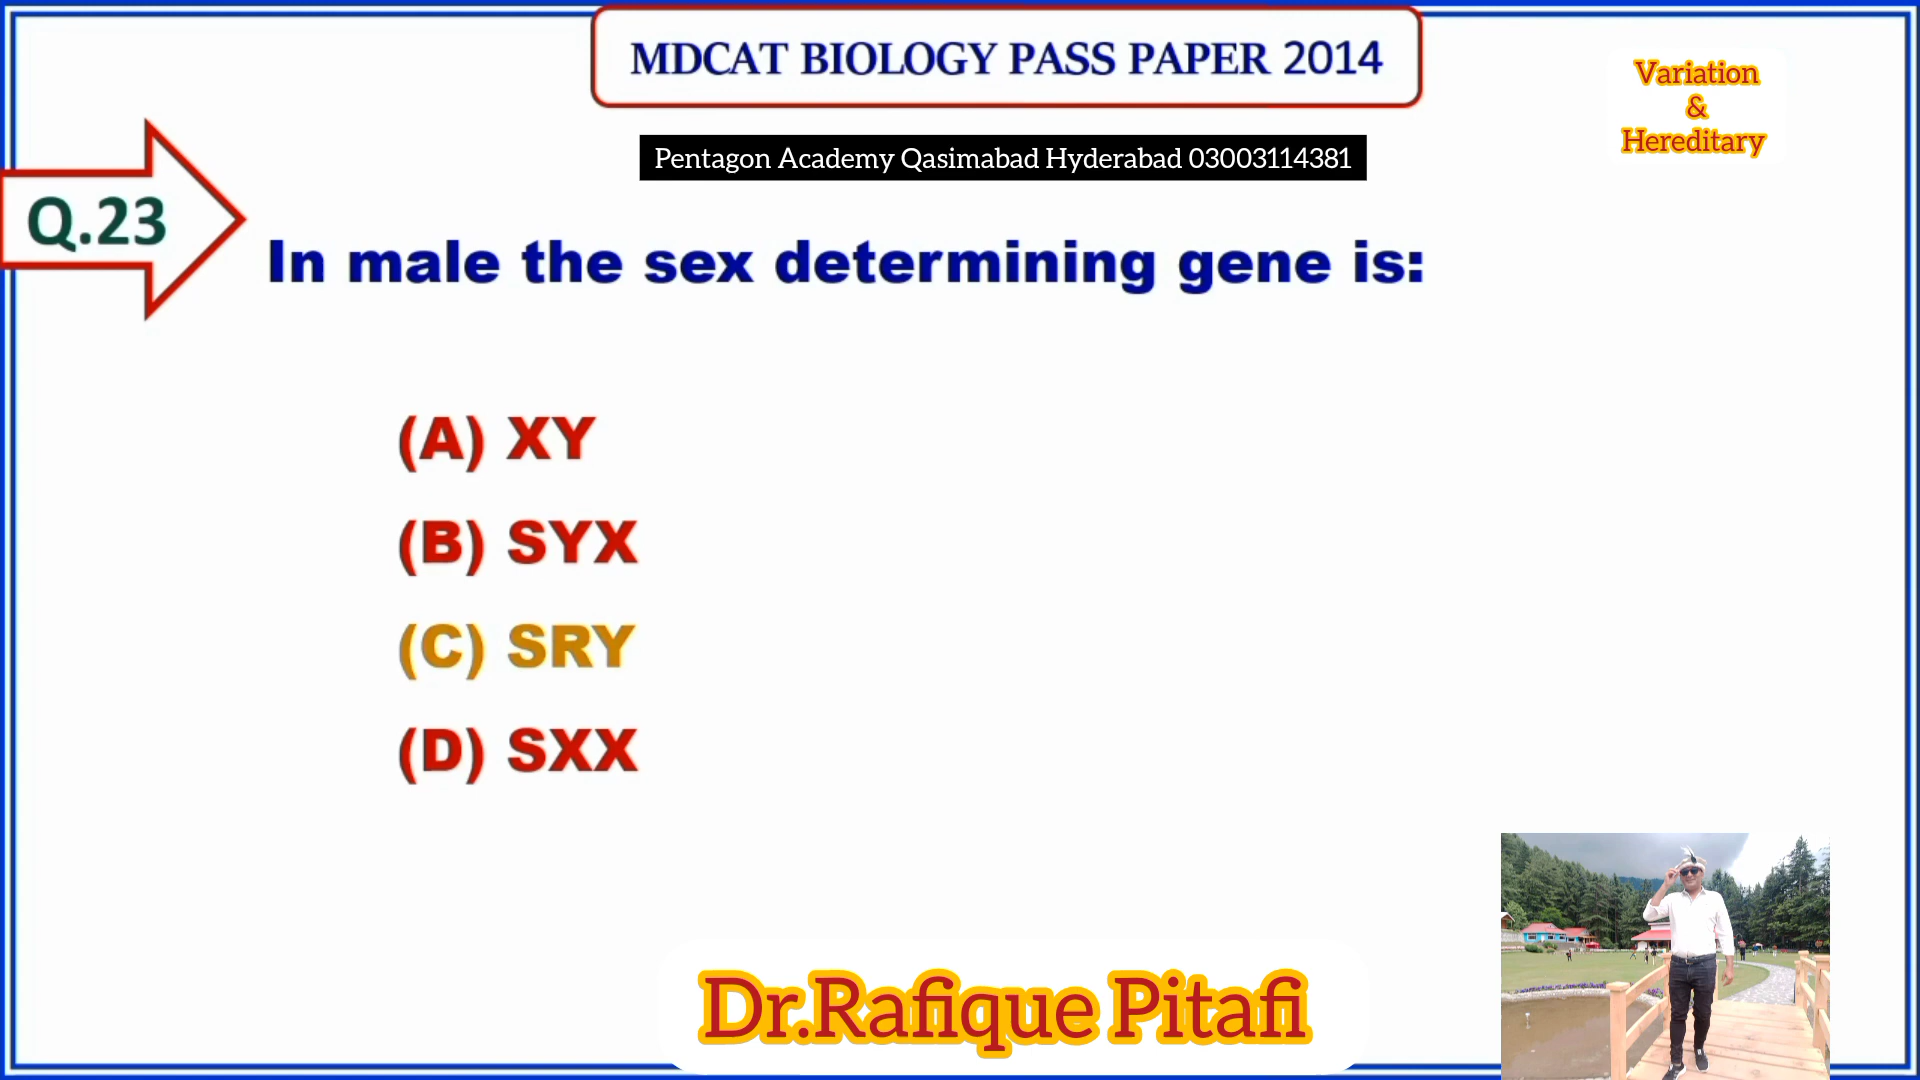 MDCAT BIOLOGY PASS PAPER 2014
Variation
&
Hereditary
Pentagon Academy Qasimabad Hyderabad 03003114381
Q.23
In male the sex determining gene is:
(A) XY
(B) SYX
(C) SRY
(D) SXX
Dr.Rafique Pitafi